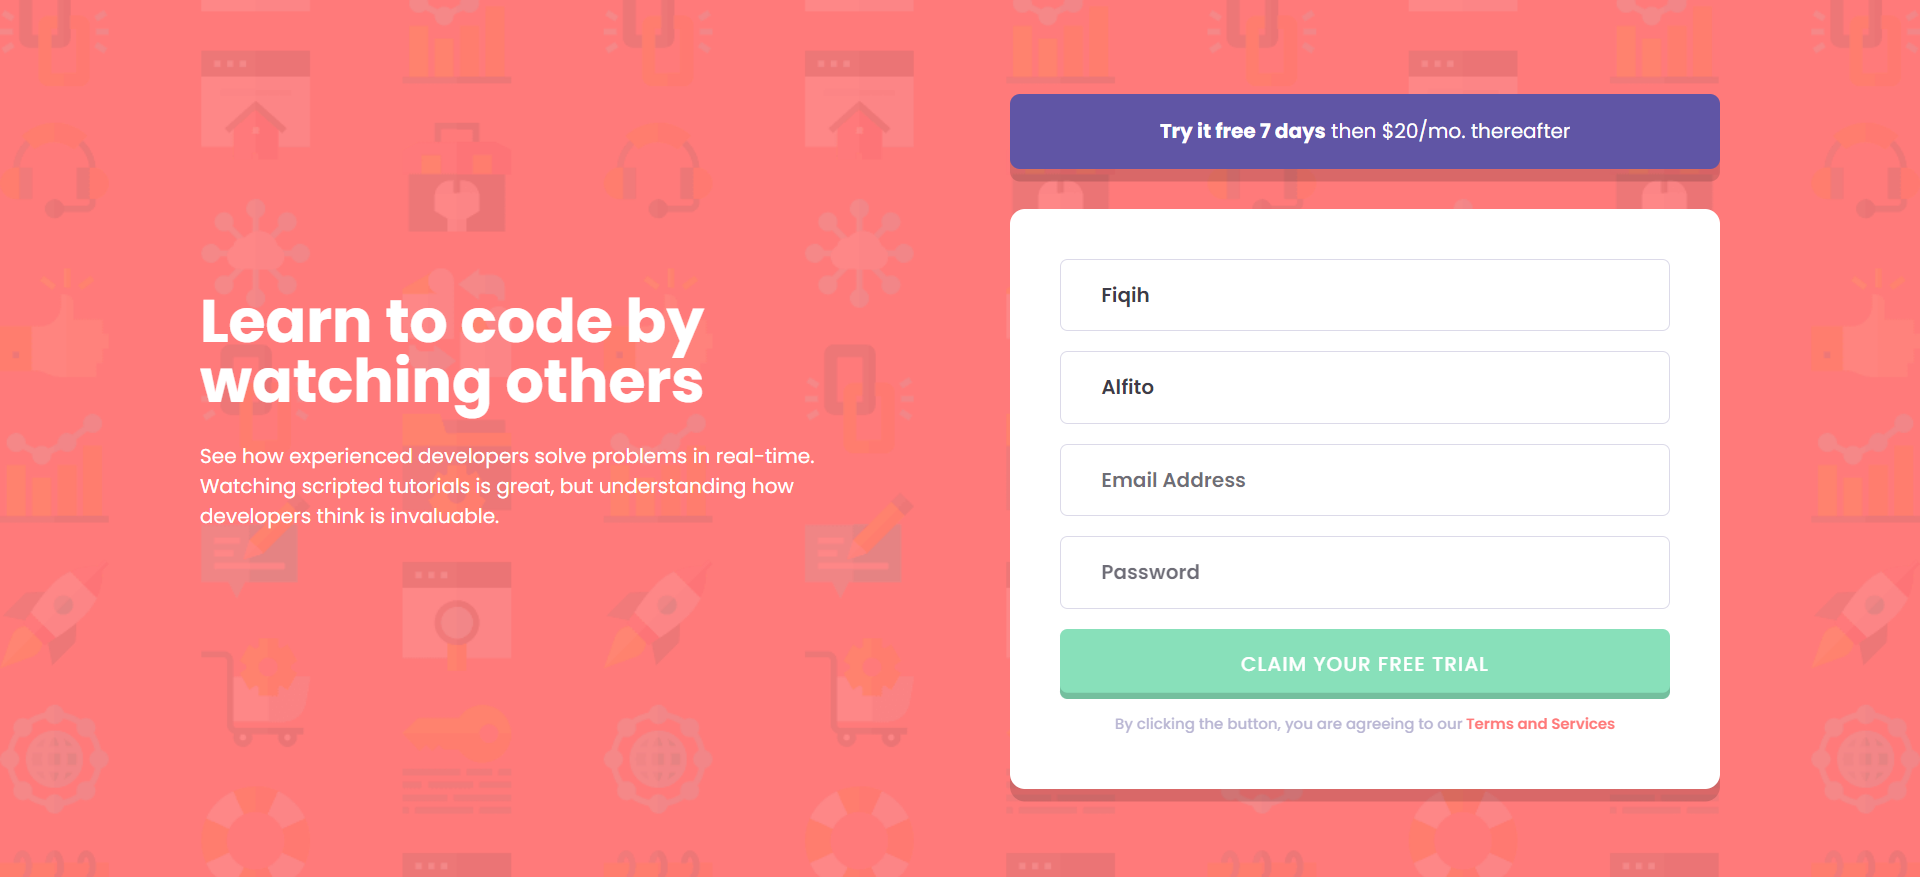 Learn to code by
watching others
See how experienced developers solve problems in real-time.
Watching scripted tutorials is great, but understanding how
developers think is invaluable.
Try it free 7 days then $20/mo. thereafter
Fiqih
Alfito
Email Address
Password
CLAIM YOUR FREE TRIAL
By clicking the button, you are agreeing to our Terms and Services